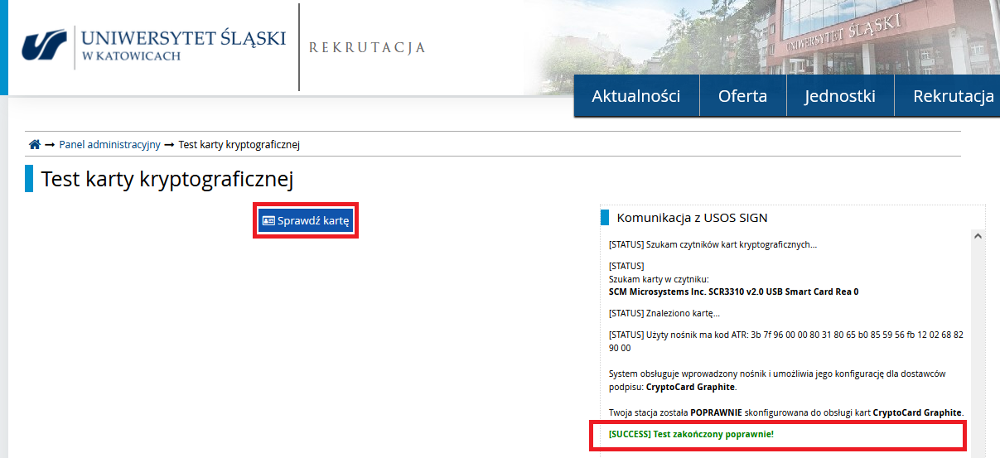 UNIWERSYTET ŚLĄSKI
W KATOWICACH
REKRUTACJA
UNIWERSYTET ŚLĄSKI
Aktualności Oferta Jednostki Rekrutacja
Panel administracyjny Test karty kryptograficznej
Test karty kryptograficznej
Sprawdź kartę
Komunikacja z USOS SIGN
[STATUS] Szukam czytników kart kryptograficznych...
[STATUS]
Szukam karty w czytniku:
SCM Microsystems Inc. SCR3310 v2.0 USB Smart Card Rea 0
[STATUS] Znaleziono kartę...
[STATUS] Użyty nośnik ma kod ATR: 3b 7f 96 00 00 80 31 80 65 b0 85 59 56 fb 12 02 68 82
90 00
System obsługuje wprowadzony nośnik i umożliwia jego konfigurację dla dostawców
podpisu: CryptoCard Graphite.
Twoja stacja została POPRAWNIE skonfigurowana do obsługi kart CryptoCard Graphite.
[SUCCESS] Test zakończony poprawnie!